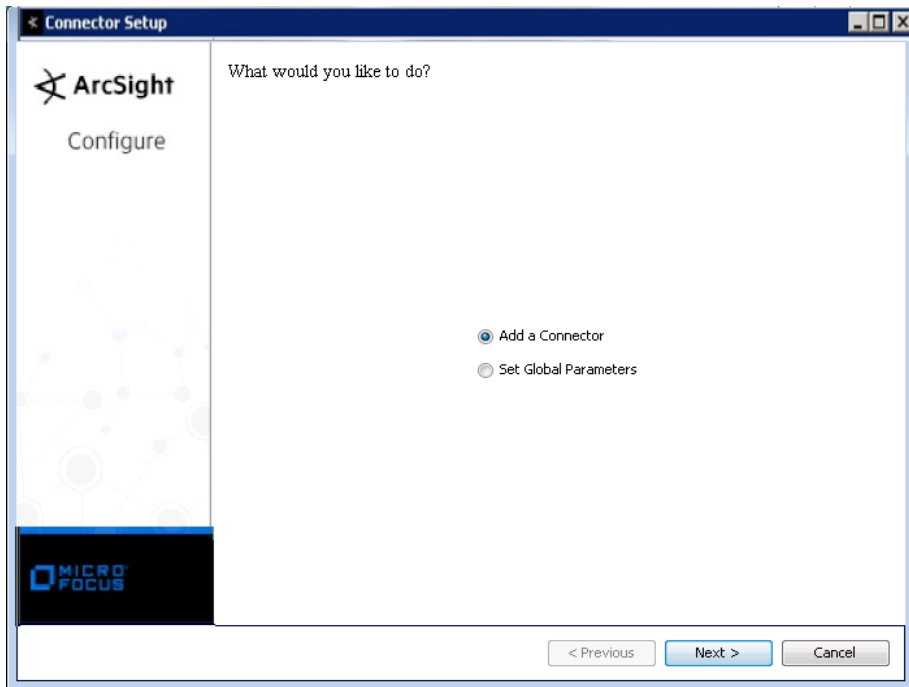 Connector Setup
ArcSight
Configure
What would you like to do?
Add a Connector
Set Global Parameters
MICRO
FOCUS
< Previous
Next >
Cancel